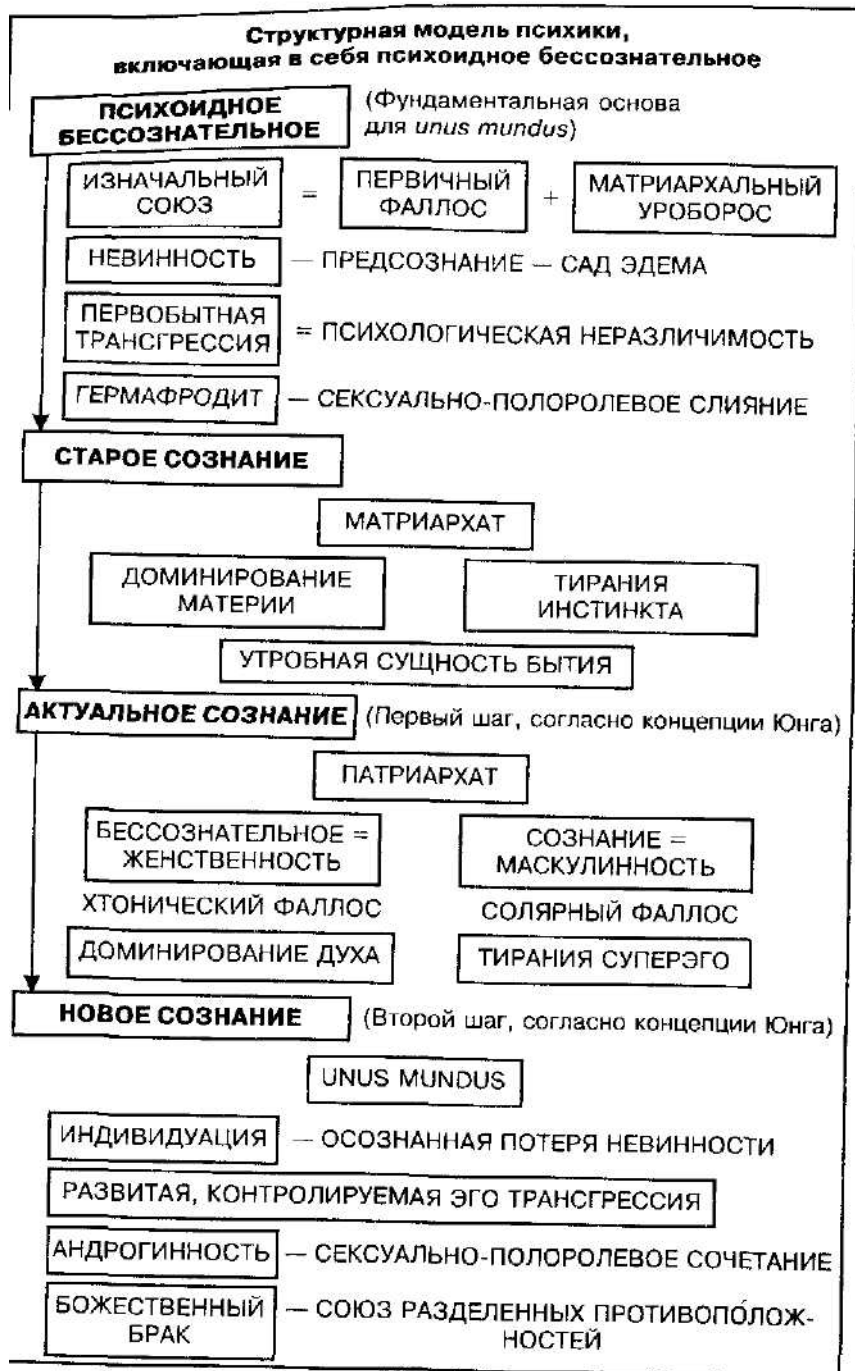 Структурная модель психики,
включающая в себя психоидное бессознательное
ПСИХОИДНОЕ
БЕССОЗНАТЕЛЬНОЕ
(Фундаментальная основа
для unus mundus)
ИЗНАЧАЛЬНЫЙ
СОЮЗ
=
ПЕРВИЧНЫЙ
ФАЛЛОС
+
МАТРИАРХАЛЬНЫЙ
УРОБОРОС
НЕВИННОСТЬ — ПРЕДСОЗНАНИЕ — САД ЭДЕМА
ПЕРВОБЫТНАЯ
ТРАНСГРЕССИЯ
= ПСИХОЛОГИЧЕСКАЯ НЕРАЗЛИЧИМОСТЬ
ГЕРМАФРОДИТ — СЕКСУАЛЬНО-ПОЛОРОЛЕВОЕ СЛИЯНИЕ
СТАРОЕ СОЗНАНИЕ
МАТРИАРХАТ
ДОМИНИРОВАНИЕ
МАТЕРИИ
ТИРАНИЯ
ИНСТИНКТА
УТРОБНАЯ СУЩНОСТЬ БЫТИЯ
АКТУАЛЬНОЕ СОЗНАНИЕ (Первый шаг, согласно концепции Юнга)
ПАТРИАРХАТ
БЕССОЗНАТЕЛЬНОЕ =
ЖЕНСТВЕННОСТЬ
СОЗНАНИЕ =
МАСКУЛИННОСТЬ
ХТОНИЧЕСКИЙ ФАЛЛОС
СОЛЯРНЫЙ ФАЛЛОС
ДОМИНИРОВАНИЕ ДУХА
ТИРАНИЯ СУПЕРЭГО
НОВОЕ СОЗНАНИЕ (Второй шаг, согласно концепции Юнга)
UNUS MUNDUS
ИНДИВИДУАЦИЯ — ОСОЗНАННАЯ ПОТЕРЯ НЕВИННОСТИ
РАЗВИТАЯ, КОНТРОЛИРУЕМАЯ ЭГО ТРАНСГРЕССИЯ
АНДРОГИННОСТЬ — СЕКСУАЛЬНО-ПОЛОРОЛЕВОЕ СОЧЕТАНИЕ
БОЖЕСТВЕННЫЙ
БРАК
— СОЮЗ РАЗДЕЛЕННЫХ ПРОТИВОПОЛОЖ-
НОСТЕЙ